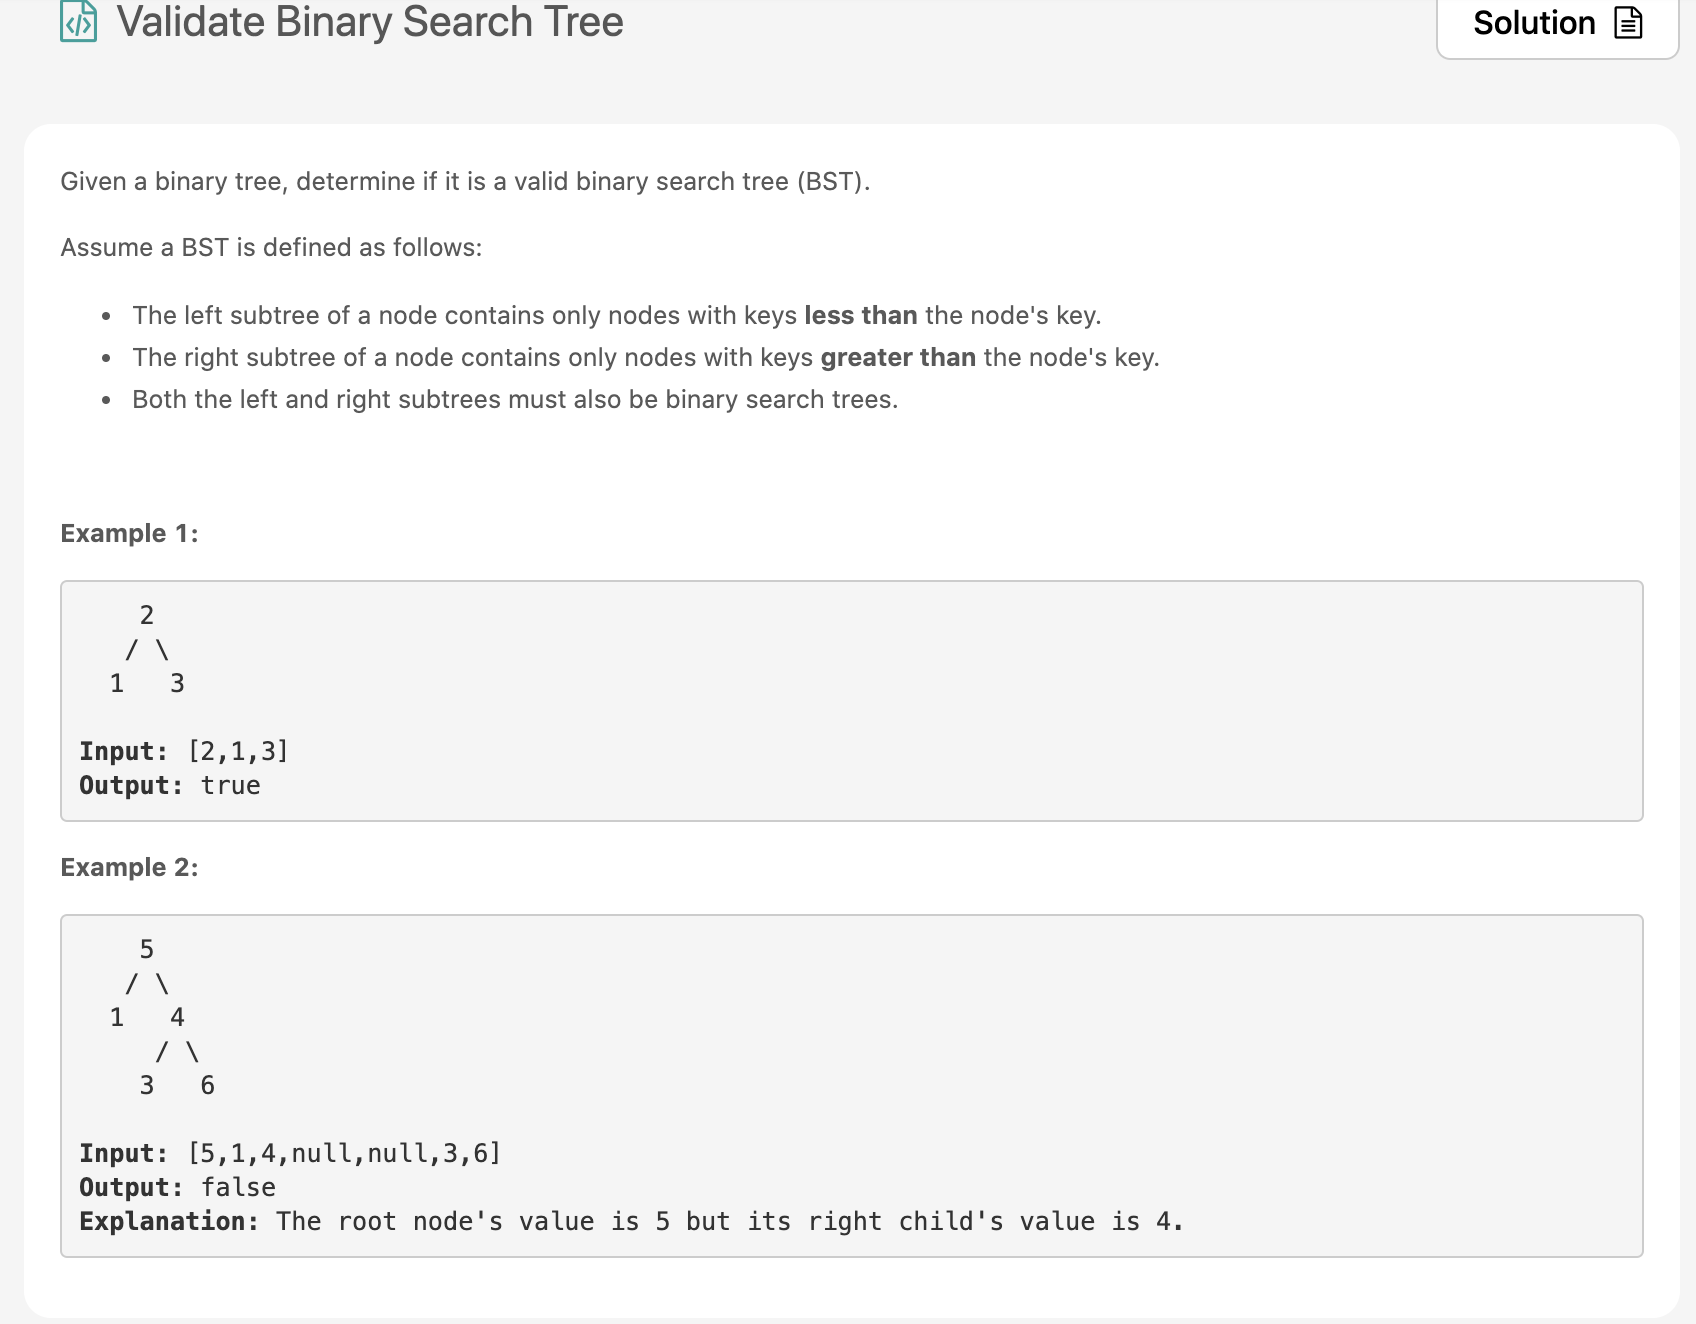 Validate Binary Search Tree
Solution
Given a binary tree, determine if it is a valid binary search tree (BST).
Assume a BST is defined as follows:
• The left subtree of a node contains only nodes with keys less than the node's key.
• The right subtree of a node contains only nodes with keys greater than the node's key.
• Both the left and right subtrees must also be binary search trees.
Example 1:
    2
   / \
  1   3
Input: [2,1,3]
Output: true
Example 2:
    5
   / \
  1   4
     / \
    3   6
Input: [5,1,4,null,null,3,6]
Output: false
Explanation: The root node's value is 5 but its right child's value is 4.